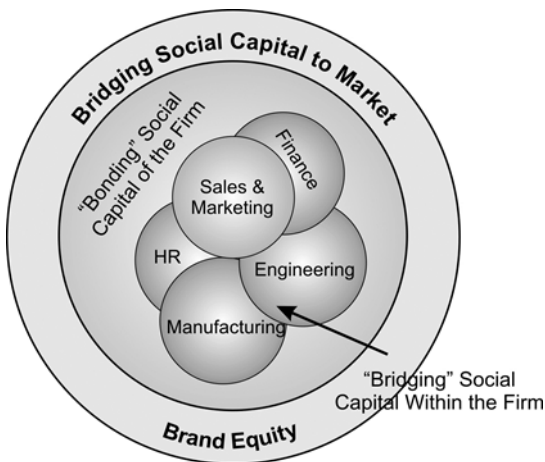 Bridging Social Capital to Market
“Bonding” Social
Capital of the Firm
Finance
Sales &
Marketing
HR
Engineering
Manufacturing
“Bridging” Social
Capital Within the Firm
Brand Equity